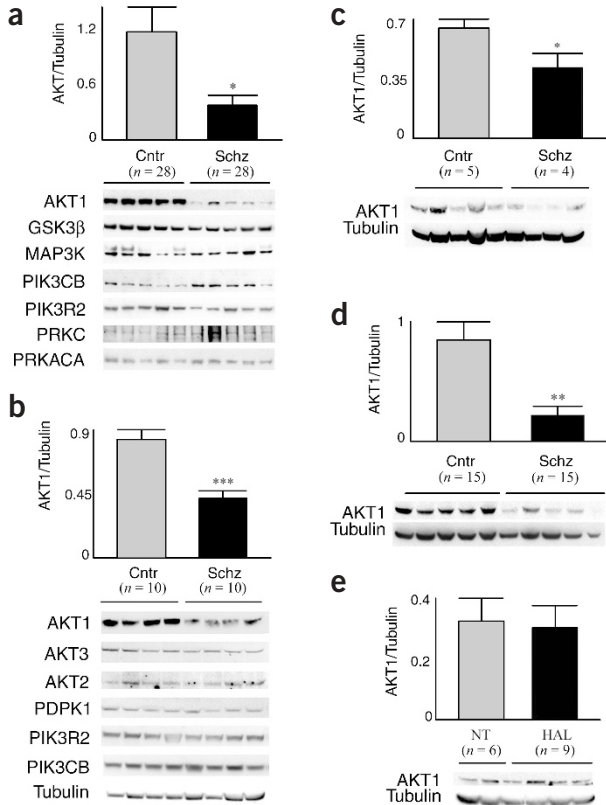 a
AKT/Tubulin
1.2
0.6
0
*
Cntr
(n = 28)
Schz
(n = 28)
AKT1
GSK3β
MAP3K
PIK3CB
PIK3R2
PRKC
PRKACA
b
AKT1/Tubulin
0.9
0.45
0
***
Cntr
(n = 10)
Schz
(n = 10)
AKT1
AKT3
AKT2
PDPK1
PIK3R2
PIK3CB
Tubulin
c
AKT1/Tubulin
0.7
0.35
0
*
Cntr
(n = 5)
Schz
(n = 4)
AKT1
Tubulin
d
AKT1/Tubulin
1
0
**
Cntr
(n = 15)
Schz
(n = 15)
AKT1
Tubulin
e
AKT1/Tubulin
0.4
0.2
0
NT
(n = 6)
HAL
(n = 9)
AKT1
Tubulin